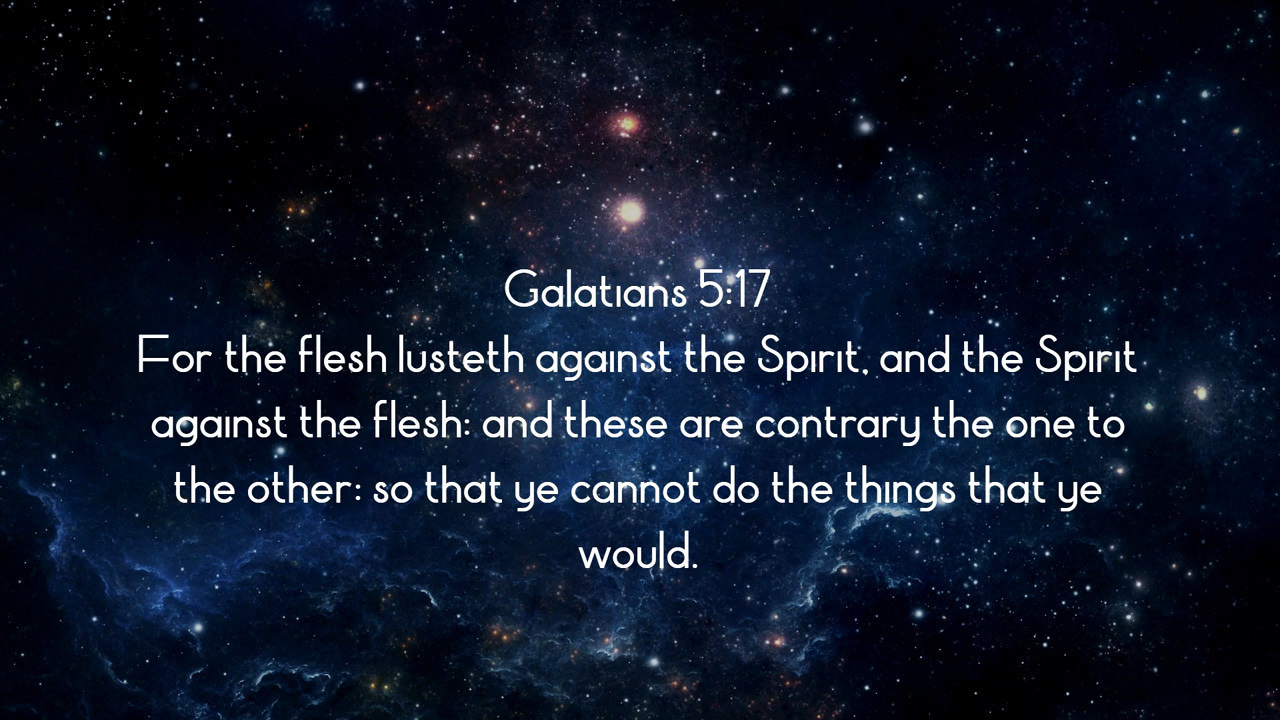 Galatians 5:17
For the flesh lusteth against the Spirit, and the Spirit
against the flesh: and these are contrary the one to
the other: so that ye cannot do the things that ye
would.